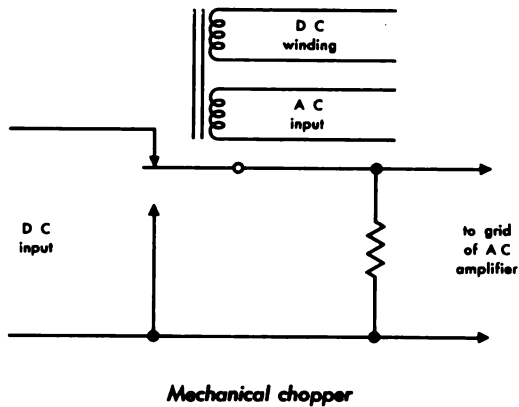 D C
winding
A C
input
D C
input
to grid
of A C
amplifier
Mechanical chopper